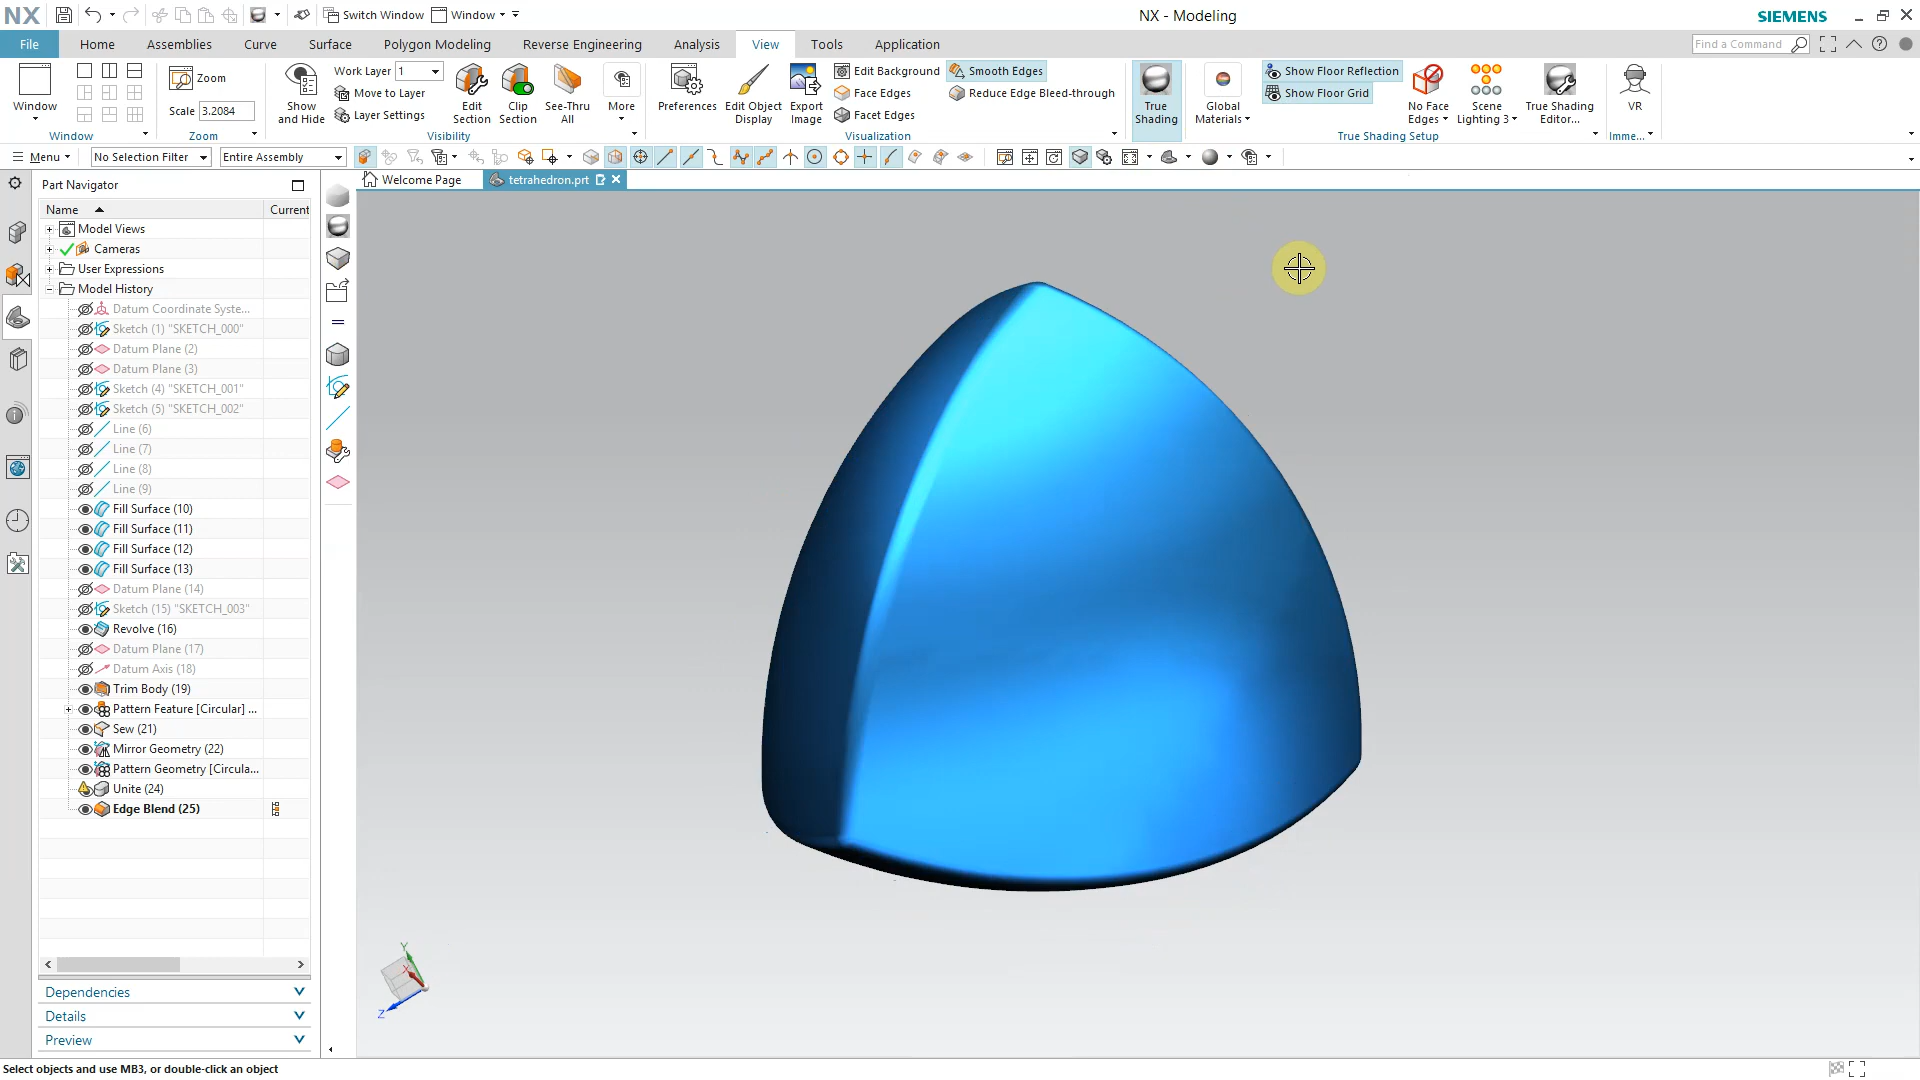 NX
Switch Window
Window
NX - Modeling
SIEMENS
File
Home
Assemblies
Curve
Surface
Polygon Modeling
Reverse Engineering
Analysis
View
Tools
Application
Find a Command
Window
Zoom
Scale 3.2084
Show and Hide
Work Layer 1
Move to Layer
Layer Settings
Edit Section
Clip Section
See-Thru All
More
Preferences
Edit Object Display
Export Image
Edit Background
Face Edges
Facet Edges
Smooth Edges
Reduce Edge Bleed-through
True Shading
Global Materials
Show Floor Reflection
Show Floor Grid
No Face Edges
Scene Lighting 3
True Shading Editor...
VR
Window
Zoom
Visibility
Visualization
True Shading Setup
Imme...
Menu
No Selection Filter
Entire Assembly
Part Navigator
Welcome Page
tetrahedron.prt
Name
Current
Model Views
Cameras
User Expressions
Model History
Datum Coordinate Syste...
Sketch (1) "SKETCH_000"
Datum Plane (2)
Datum Plane (3)
Sketch (4) "SKETCH_001"
Sketch (5) "SKETCH_002"
Line (6)
Line (7)
Line (8)
Line (9)
Fill Surface (10)
Fill Surface (11)
Fill Surface (12)
Fill Surface (13)
Datum Plane (14)
Sketch (15) "SKETCH_003"
Revolve (16)
Datum Plane (17)
Datum Axis (18)
Trim Body (19)
Pattern Feature [Circular] ...
Sew (21)
Mirror Geometry (22)
Pattern Geometry [Circula...
Unite (24)
Edge Blend (25)
Y
X
Z
Dependencies
Details
Preview
Select objects and use MB3, or double-click an object